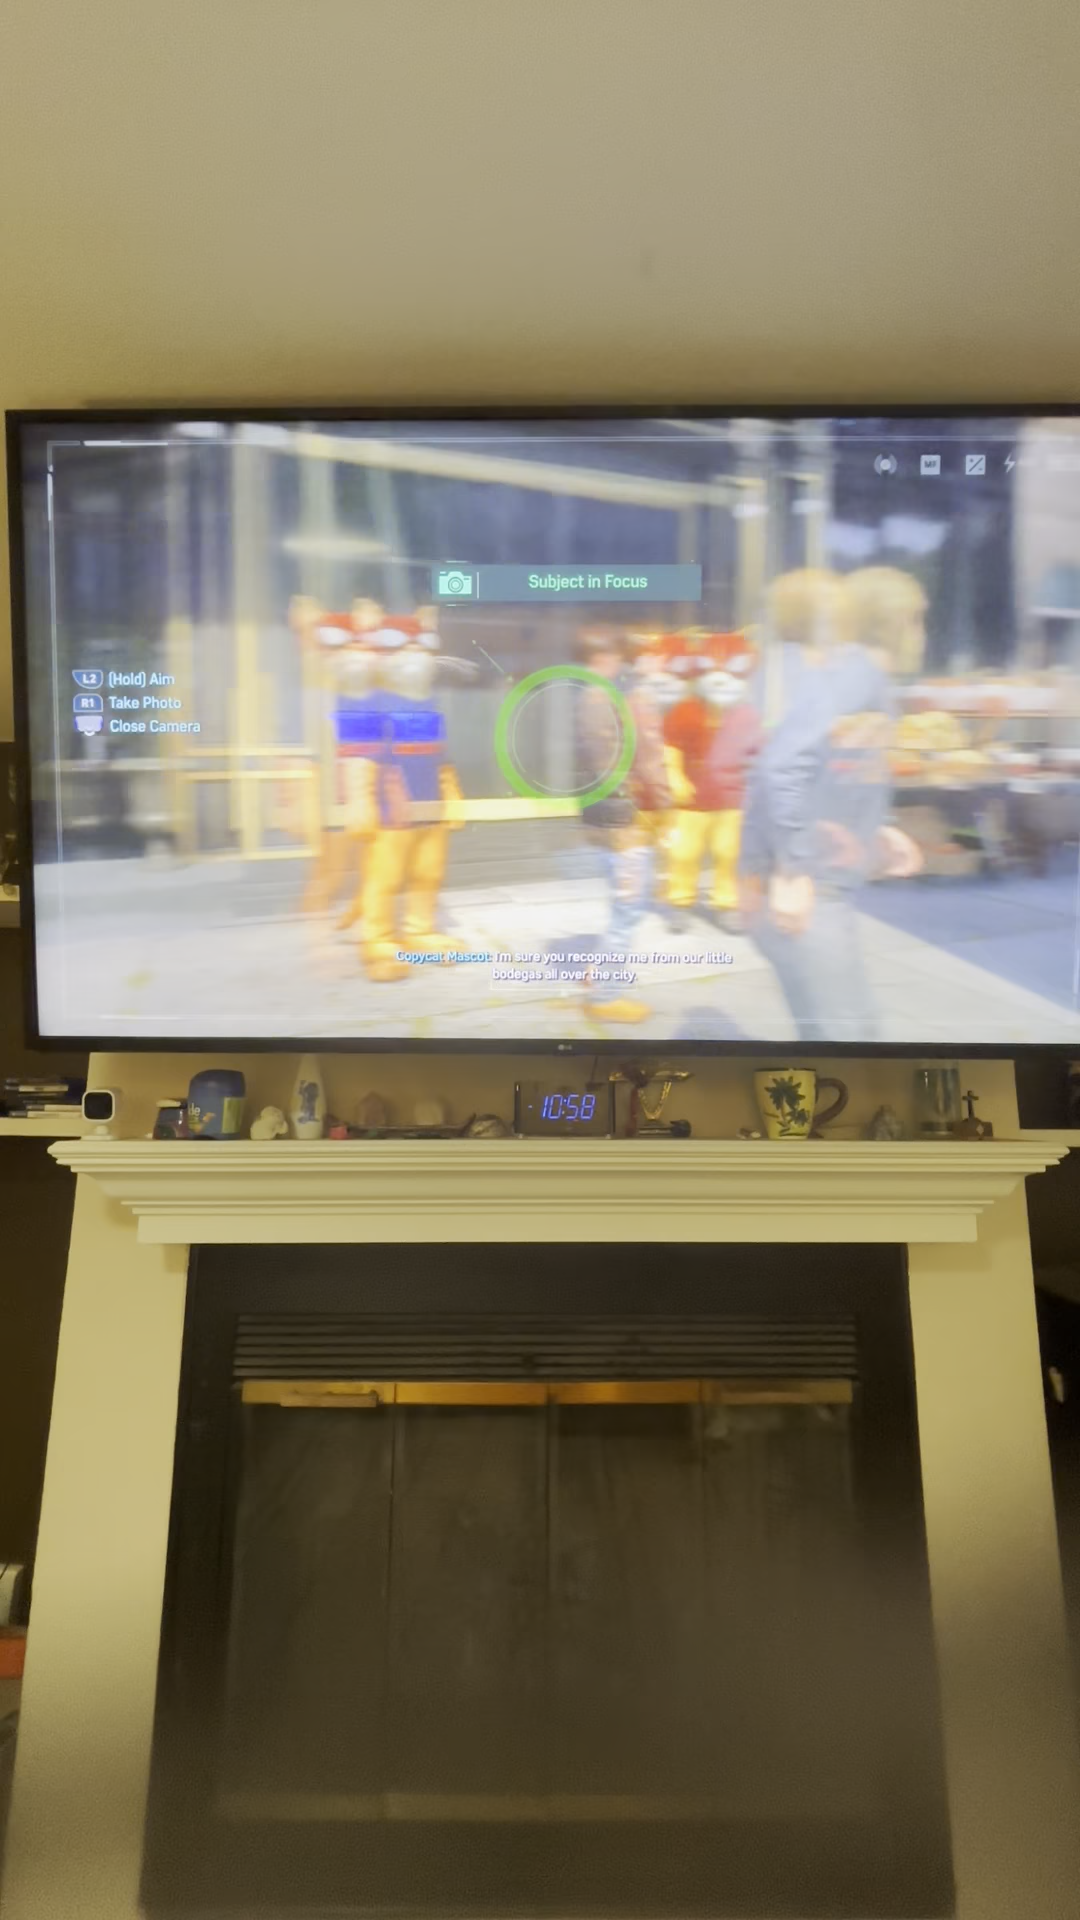 MF
Subject in Focus
L2 (Hold) Aim
R1 Take Photo
Close Camera
Copycat Mascot: I'm sure you recognize me from our little
bodegas all over the city.
LG
10:58